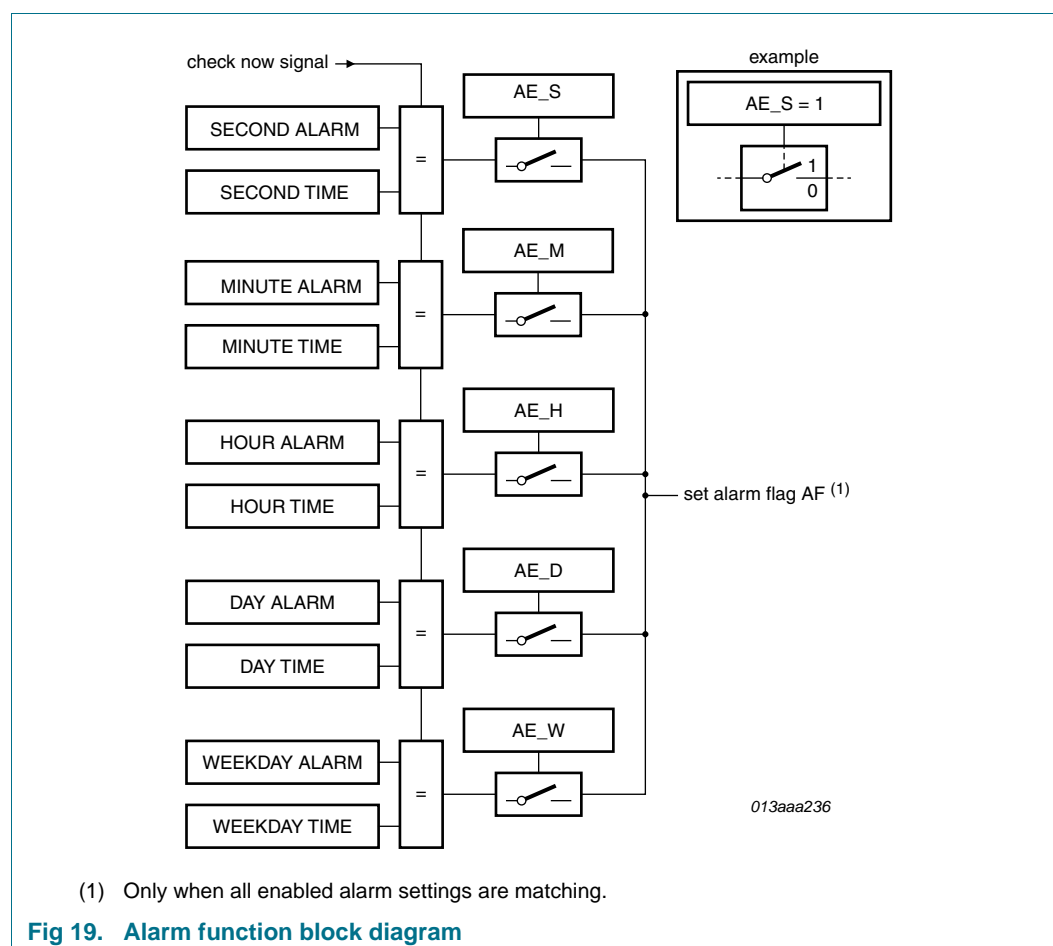 check now signal
example
AE_S
AE_S = 1
SECOND ALARM
=
1
SECOND TIME
0
AE_M
MINUTE ALARM
=
MINUTE TIME
AE_H
HOUR ALARM
=
set alarm flag AF (1)
HOUR TIME
AE_D
DAY ALARM
=
DAY TIME
AE_W
WEEKDAY ALARM
=
013aaa236
WEEKDAY TIME
(1) Only when all enabled alarm settings are matching.
Fig 19. Alarm function block diagram